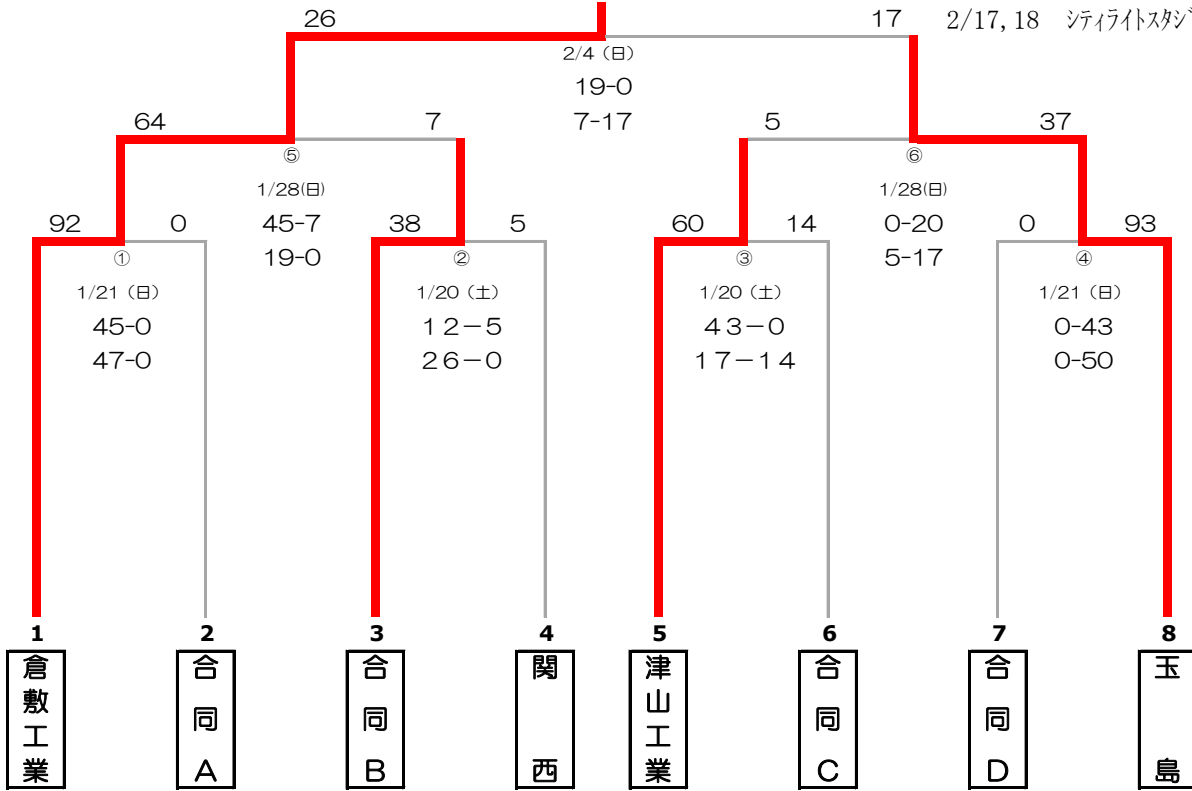 26
17
2/17, 18 ｼﾃｨﾗｲﾄｽﾀｼﾞ
2/4（日）
19-0
7-17
64
7
5
37
⑤
⑥
1/28(日)
45-7
19-0
1/28(日)
0-20
5-17
92
0
38
5
60
14
0
93
①
②
③
④
1/21（日）
45-0
47-0
1/20（土）
１２－５
２６－０
1/20（土）
４３－０
１７－１４
1/21（日）
0-43
0-50
1
2
3
4
5
6
7
8
倉敷工業
合同A
合同B
関西
津山工業
合同C
合同D
玉島